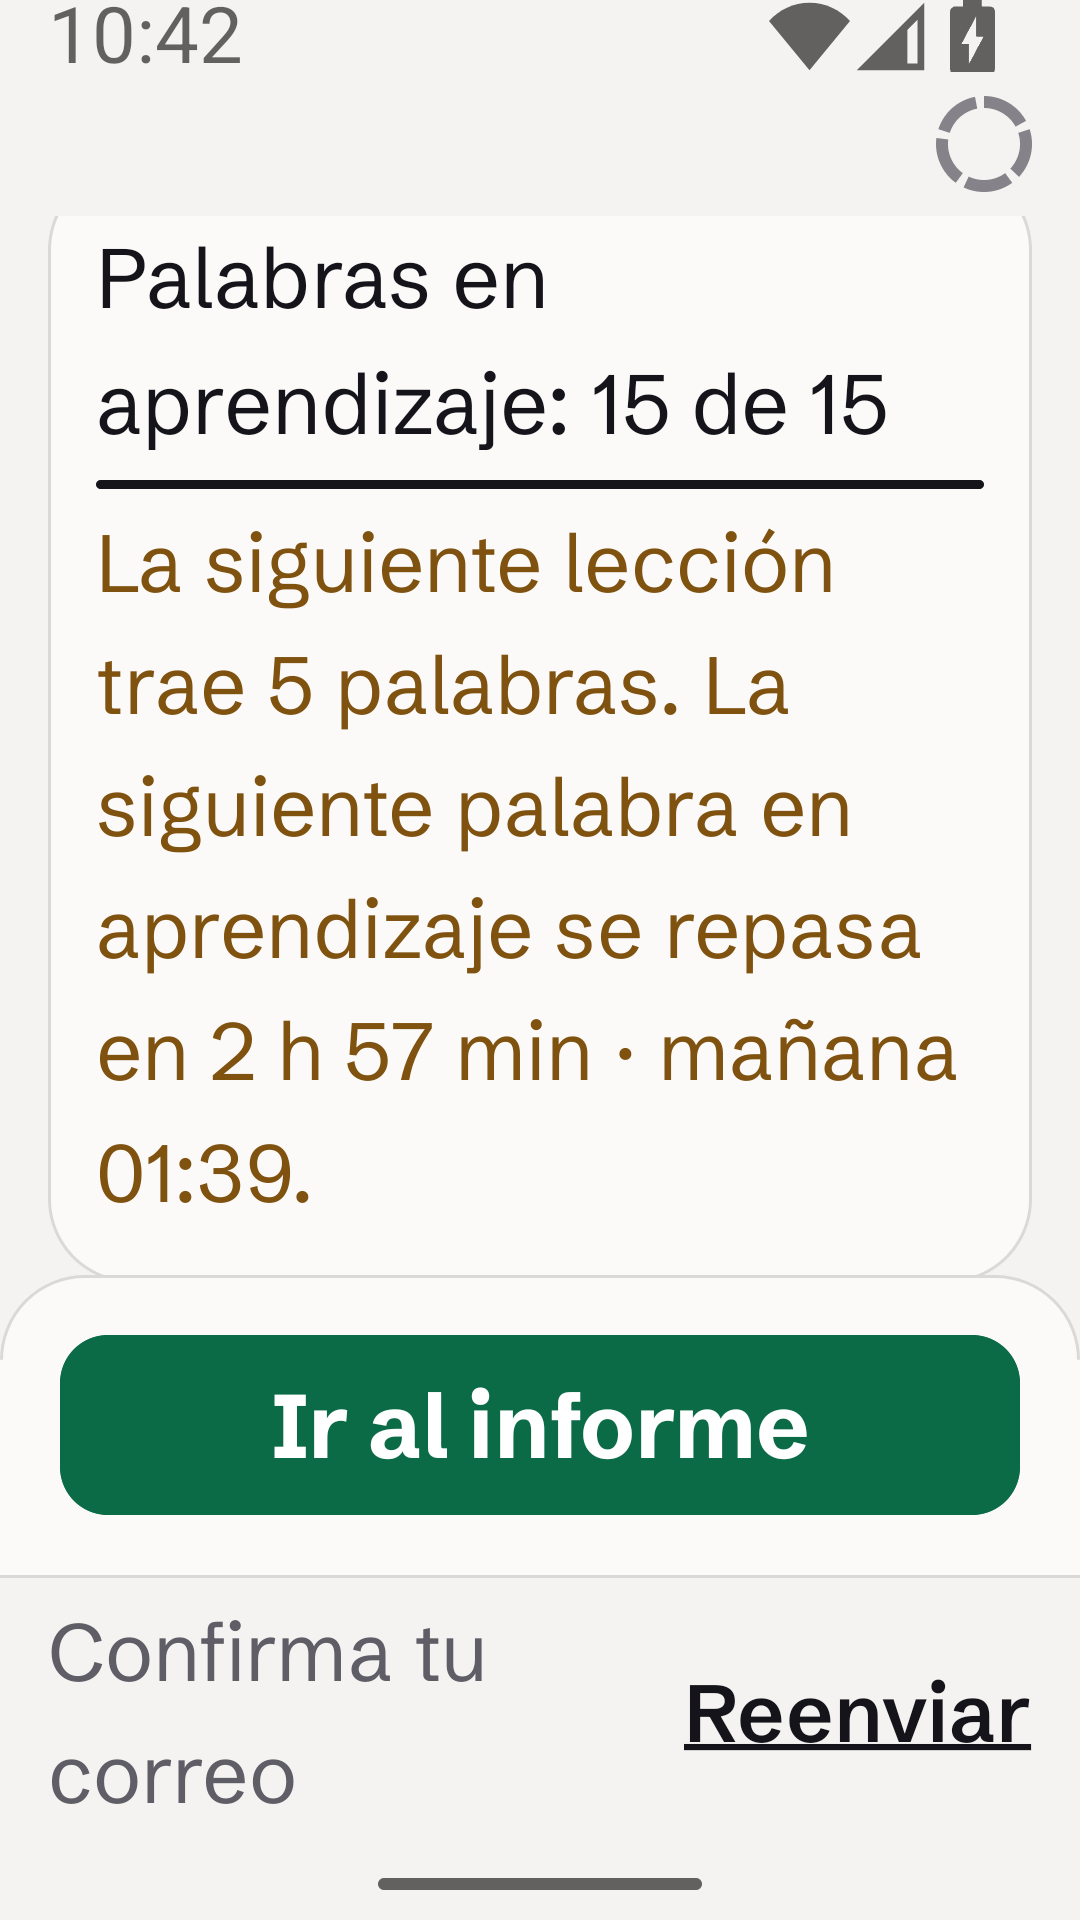 10:42
Palabras en
aprendizaje: 15 de 15
La siguiente lección
trae 5 palabras. La
siguiente palabra en
aprendizaje se repasa
en 2 h 57 min · mañana
01:39.
Ir al informe
Confirma tu
correo
Reenviar